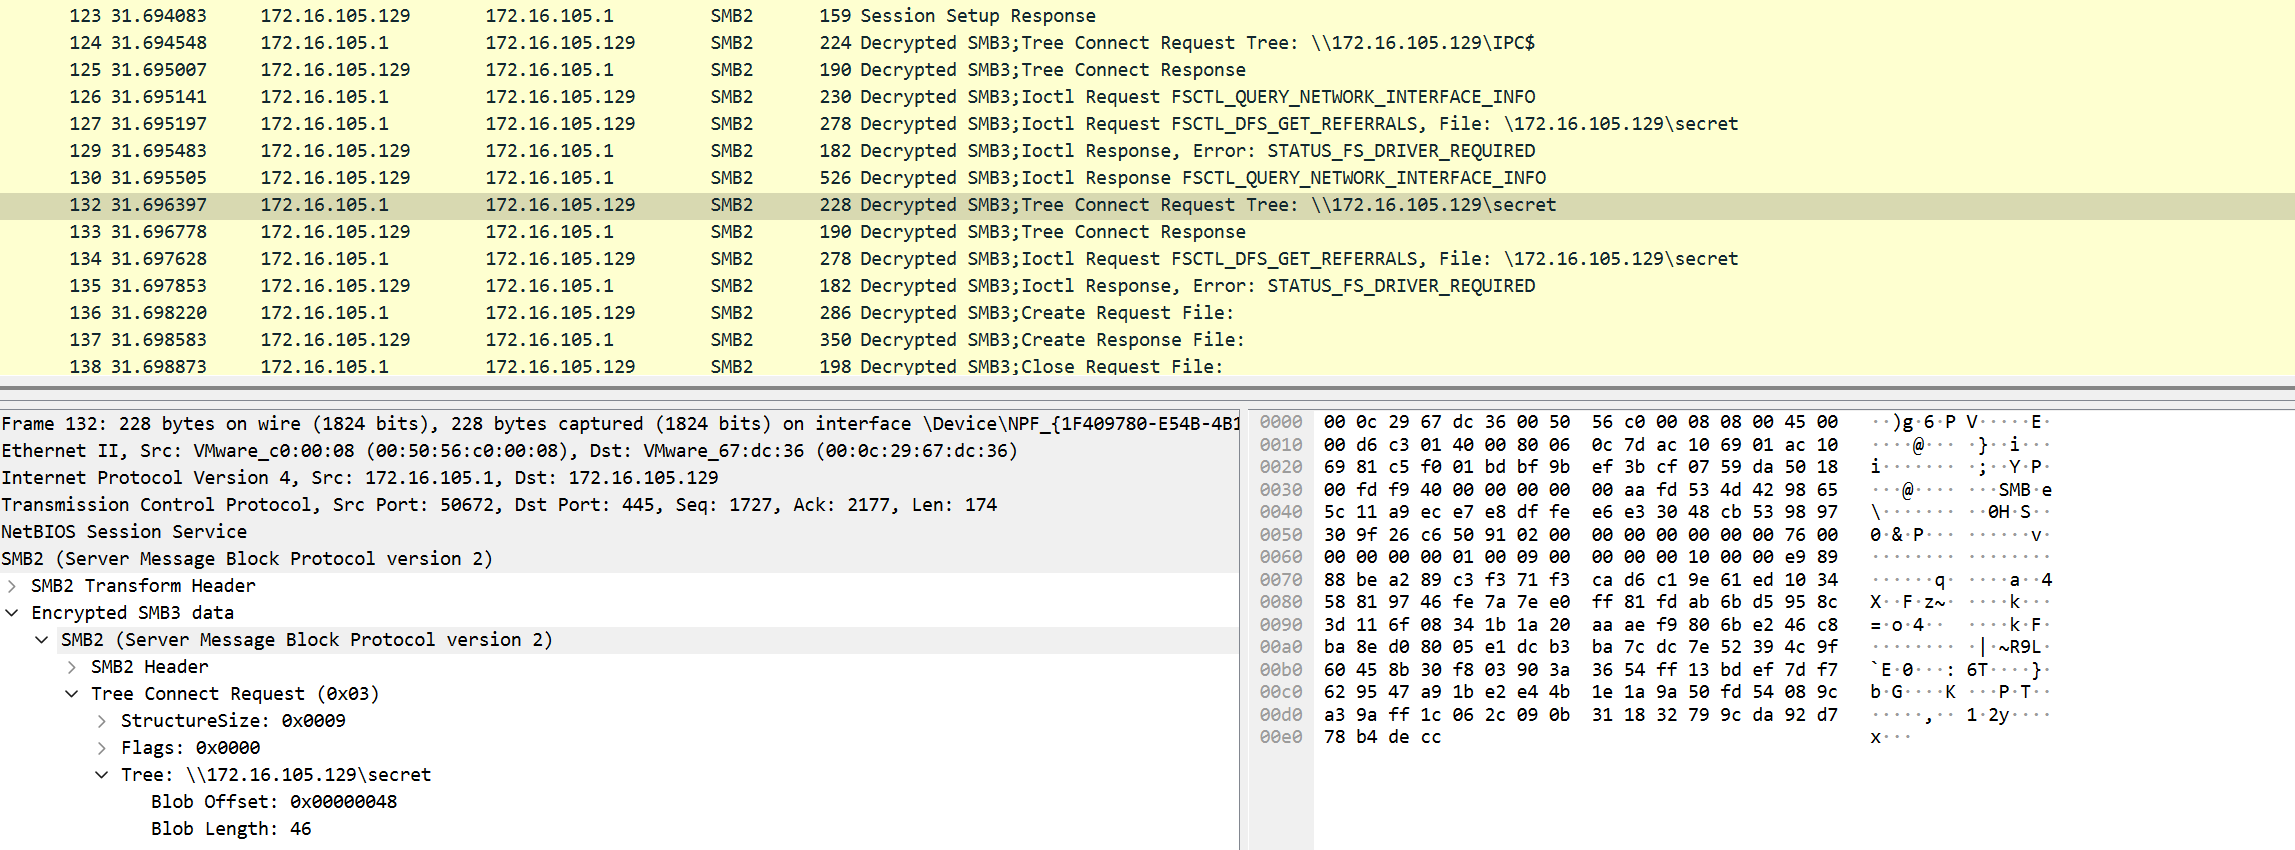 123 31.694083 172.16.105.129 172.16.105.1 SMB2 159 Session Setup Response
124 31.694548 172.16.105.1 172.16.105.129 SMB2 224 Decrypted SMB3;Tree Connect Request Tree: \\172.16.105.129\IPC$
125 31.695007 172.16.105.129 172.16.105.1 SMB2 190 Decrypted SMB3;Tree Connect Response
126 31.695141 172.16.105.1 172.16.105.129 SMB2 230 Decrypted SMB3;Ioctl Request FSCTL_QUERY_NETWORK_INTERFACE_INFO
127 31.695197 172.16.105.1 172.16.105.129 SMB2 278 Decrypted SMB3;Ioctl Request FSCTL_DFS_GET_REFERRALS, File: \172.16.105.129\secret
129 31.695483 172.16.105.129 172.16.105.1 SMB2 182 Decrypted SMB3;Ioctl Response, Error: STATUS_FS_DRIVER_REQUIRED
130 31.695505 172.16.105.129 172.16.105.1 SMB2 526 Decrypted SMB3;Ioctl Response FSCTL_QUERY_NETWORK_INTERFACE_INFO
132 31.696397 172.16.105.1 172.16.105.129 SMB2 228 Decrypted SMB3;Tree Connect Request Tree: \\172.16.105.129\secret
133 31.696778 172.16.105.129 172.16.105.1 SMB2 190 Decrypted SMB3;Tree Connect Response
134 31.697628 172.16.105.1 172.16.105.129 SMB2 278 Decrypted SMB3;Ioctl Request FSCTL_DFS_GET_REFERRALS, File: \172.16.105.129\secret
135 31.697853 172.16.105.129 172.16.105.1 SMB2 182 Decrypted SMB3;Ioctl Response, Error: STATUS_FS_DRIVER_REQUIRED
136 31.698220 172.16.105.1 172.16.105.129 SMB2 286 Decrypted SMB3;Create Request File:
137 31.698583 172.16.105.129 172.16.105.1 SMB2 350 Decrypted SMB3;Create Response File:
138 31.698873 172.16.105.1 172.16.105.129 SMB2 198 Decrypted SMB3;Close Request File:
Frame 132: 228 bytes on wire (1824 bits), 228 bytes captured (1824 bits) on interface \Device\NPF_{1F409780-E54B-4B1
Ethernet II, Src: VMware_c0:00:08 (00:50:56:c0:00:08), Dst: VMware_67:dc:36 (00:0c:29:67:dc:36)
Internet Protocol Version 4, Src: 172.16.105.1, Dst: 172.16.105.129
Transmission Control Protocol, Src Port: 50672, Dst Port: 445, Seq: 1727, Ack: 2177, Len: 174
NetBIOS Session Service
SMB2 (Server Message Block Protocol version 2)
SMB2 Transform Header
Encrypted SMB3 data
SMB2 (Server Message Block Protocol version 2)
SMB2 Header
Tree Connect Request (0x03)
StructureSize: 0x0009
Flags: 0x0000
Tree: \\172.16.105.129\secret
Blob Offset: 0x00000048
Blob Length: 46
0000 00 0c 29 67 dc 36 00 50 56 c0 00 08 08 00 45 00 ··)g·6·P V·····E·
0010 00 d6 c3 01 40 00 80 06 0c 7d ac 10 69 01 ac 10 ····@··· ·}··i···
0020 69 81 c5 f0 01 bd bf 9b ef 3b cf 07 59 da 50 18 i······· ·;··Y·P·
0030 00 fd f9 40 00 00 00 00 00 aa fd 53 4d 42 98 65 ···@···· ···SMB·e
0040 5c 11 a9 ec e7 e8 df fe e6 e3 30 48 cb 53 98 97 \······· ··0H·S··
0050 30 9f 26 c6 50 91 02 00 00 00 00 00 00 00 76 00 0·&·P··· ······v·
0060 00 00 00 00 01 00 09 00 00 00 00 10 00 00 e9 89 ········ ········
0070 88 be a2 89 c3 f3 71 f3 ca d6 c1 9e 61 ed 10 34 ······q· ····a··4
0080 58 81 97 46 fe 7a 7e e0 ff 81 fd ab 6b d5 95 8c X··F·z~· ····k···
0090 3d 11 6f 08 34 1b 1a 20 aa ae f9 80 6b e2 46 c8 =·o·4··  ····k·F·
00a0 ba 8e d0 80 05 e1 dc b3 ba 7c dc 7e 52 39 4c 9f ········ ·|·~R9L·
00b0 60 45 8b 30 f8 03 90 3a 36 54 ff 13 bd ef 7d f7 `E·0···: 6T····}·
00c0 62 95 47 a9 1b e2 e4 4b 1e 1a 9a 50 fd 54 08 9c b·G····K ···P·T··
00d0 a3 9a ff 1c 06 2c 09 0b 31 18 32 79 9c da 92 d7 ·····,·· 1·2y····
00e0 78 b4 de cc x···